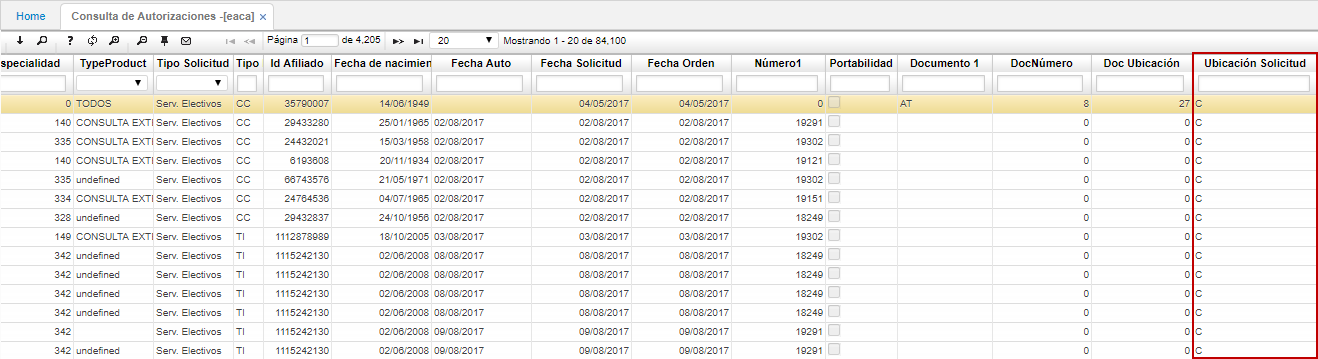 Home Consulta de Autorizaciones -[eaca] ×
? Página 1 de 4,205 20 Mostrando 1 - 20 de 84,100
specialidad TypeProduct Tipo Solicitud Tipo Id Afiliado Fecha de nacimien Fecha Auto Fecha Solicitud Fecha Orden Número1 Portabilidad Documento 1 DocNúmero Doc Ubicación Ubicación Solicitud
0 TODOS Serv. Electivos CC 35790007 14/06/1949 04/05/2017 04/05/2017 0 AT 8 27 C
140 CONSULTA EXTI Serv. Electivos CC 29433280 25/01/1965 02/08/2017 02/08/2017 02/08/2017 19291 0 0 C
335 CONSULTA EXTI Serv. Electivos CC 24432021 15/03/1958 02/08/2017 02/08/2017 02/08/2017 19302 0 0 C
140 CONSULTA EXTI Serv. Electivos CC 6193608 20/11/1934 02/08/2017 02/08/2017 02/08/2017 19121 0 0 C
335 undefined Serv. Electivos CC 66743576 21/05/1971 02/08/2017 02/08/2017 02/08/2017 19302 0 0 C
334 CONSULTA EXTI Serv. Electivos CC 24764536 04/07/1965 02/08/2017 02/08/2017 02/08/2017 19151 0 0 C
328 undefined Serv. Electivos CC 29432837 24/10/1956 02/08/2017 02/08/2017 02/08/2017 18249 0 0 C
149 CONSULTA EXTI Serv. Electivos TI 1112878989 18/10/2005 03/08/2017 03/08/2017 03/08/2017 19302 0 0 C
342 undefined Serv. Electivos TI 1115242130 02/06/2008 08/08/2017 08/08/2017 08/08/2017 18249 0 0 C
342 undefined Serv. Electivos TI 1115242130 02/06/2008 08/08/2017 08/08/2017 08/08/2017 18249 0 0 C
342 undefined Serv. Electivos TI 1115242130 02/06/2008 08/08/2017 08/08/2017 08/08/2017 18249 0 0 C
342 undefined Serv. Electivos TI 1115242130 02/06/2008 08/08/2017 08/08/2017 08/08/2017 18249 0 0 C
342 Serv. Electivos TI 1115242130 02/06/2008 09/08/2017 09/08/2017 09/08/2017 19291 0 0 C
342 undefined Serv. Electivos TI 1115242130 02/06/2008 09/08/2017 09/08/2017 09/08/2017 19291 0 0 C